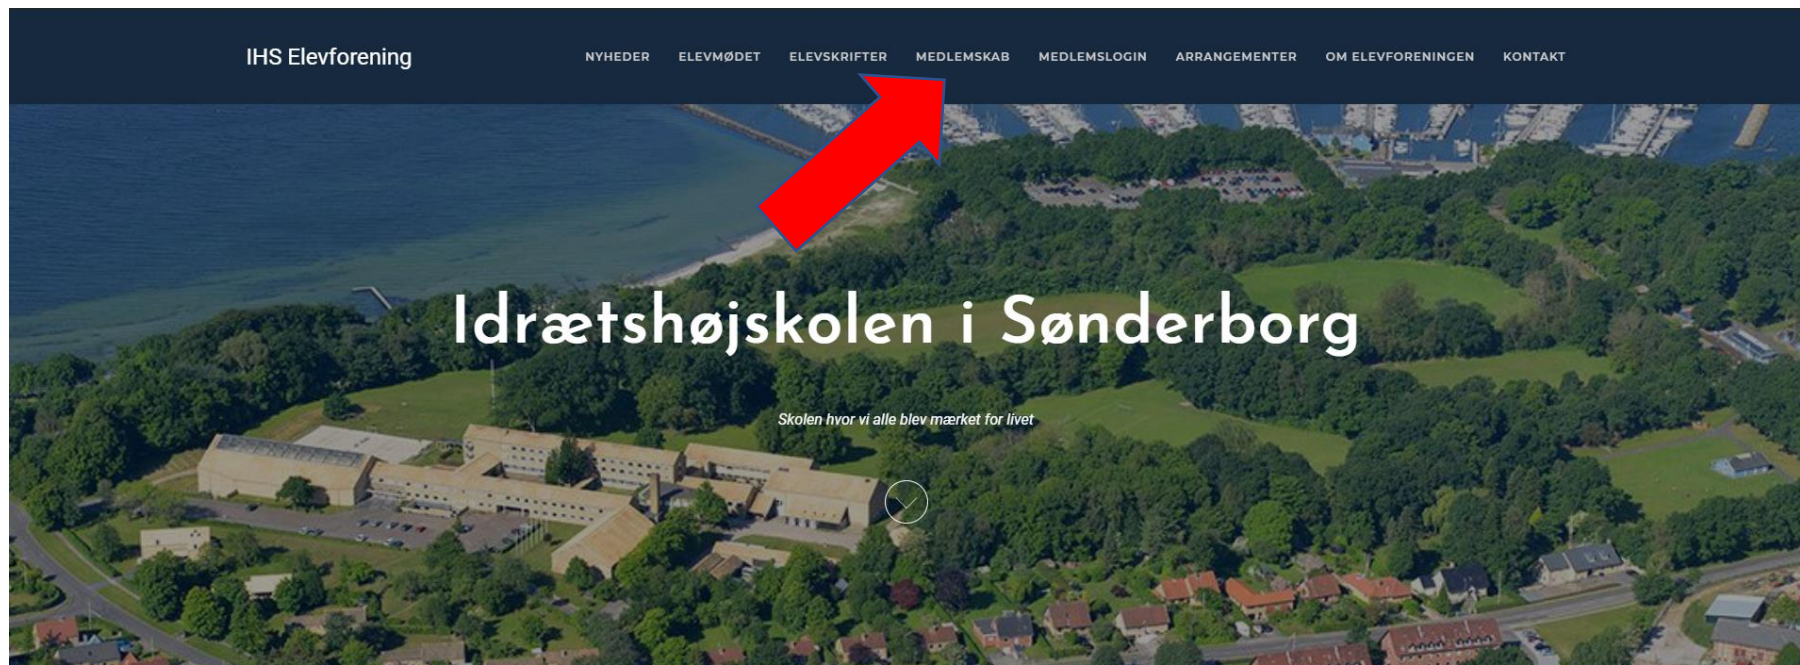 IHS Elevforening
NYHEDER ELEVMØDET ELEVSKRIFTER MEDLEMSKAB MEDLEMSLOGIN ARRANGEMENTER OM ELEVFORENINGEN KONTAKT
Idrætshøjskolen i Sønderborg
Skolen hvor vi alle blev mærket for livet